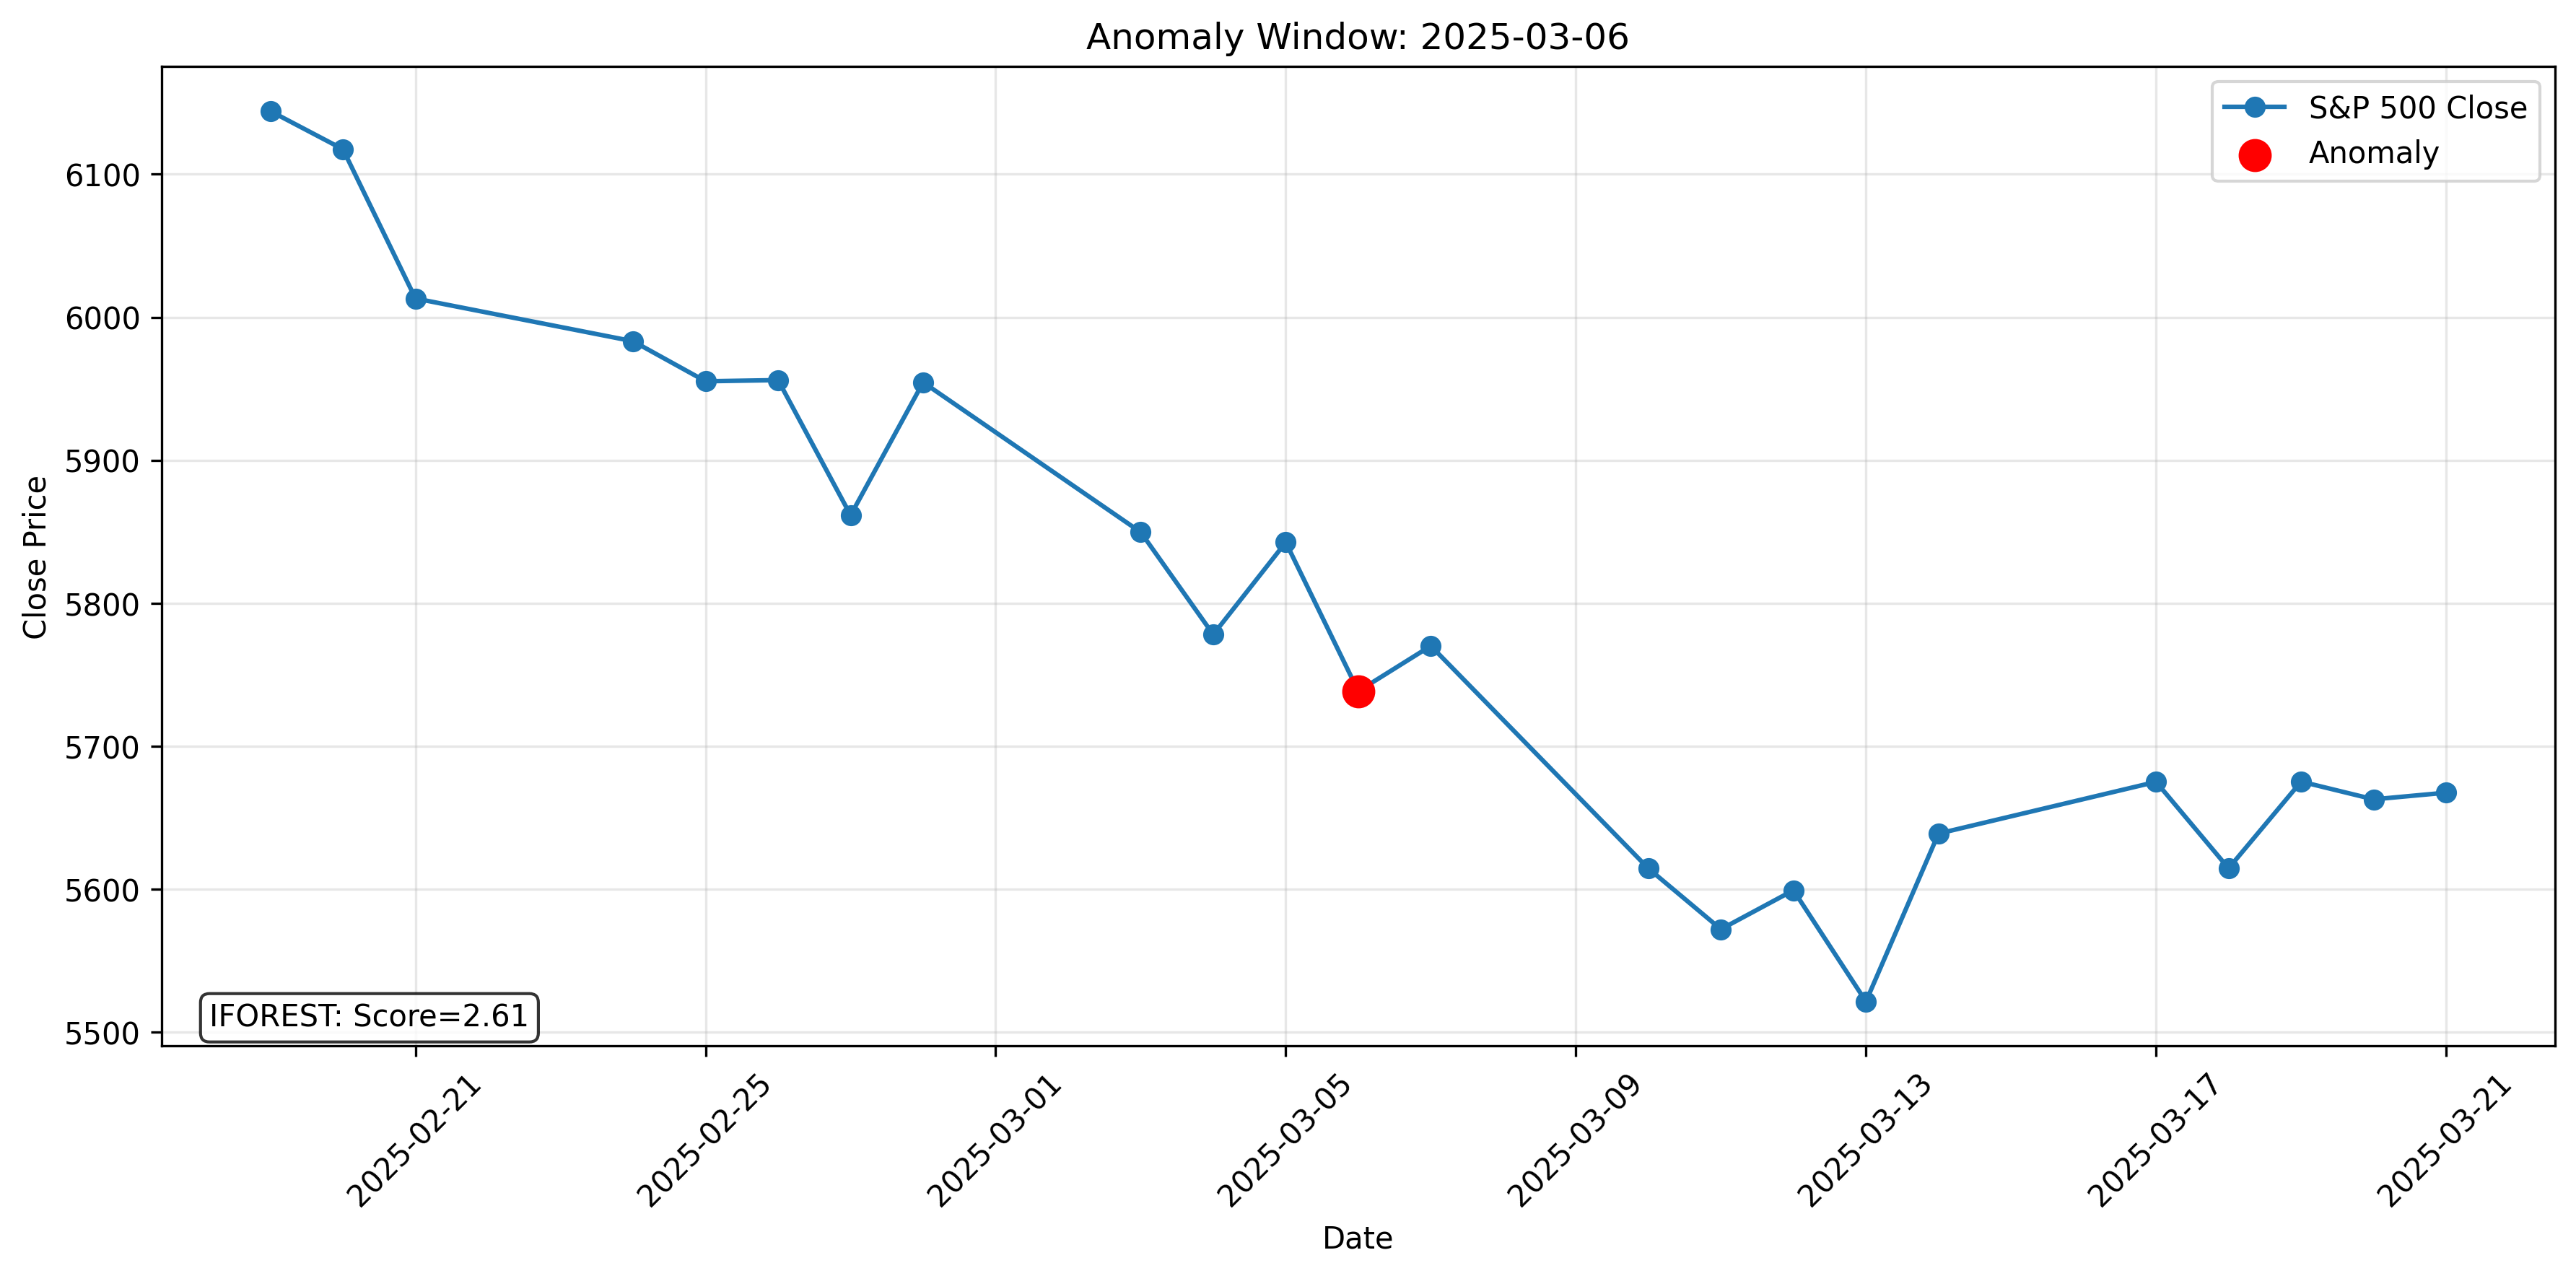 Anomaly Window: 2025-03-06
S&P 500 Close
Anomaly
6100
6000
5900
5800
5700
5600
5500
Close Price
IFOREST: Score=2.61
2025-02-21
2025-02-25
2025-03-01
2025-03-05
2025-03-09
2025-03-13
2025-03-17
2025-03-21
Date